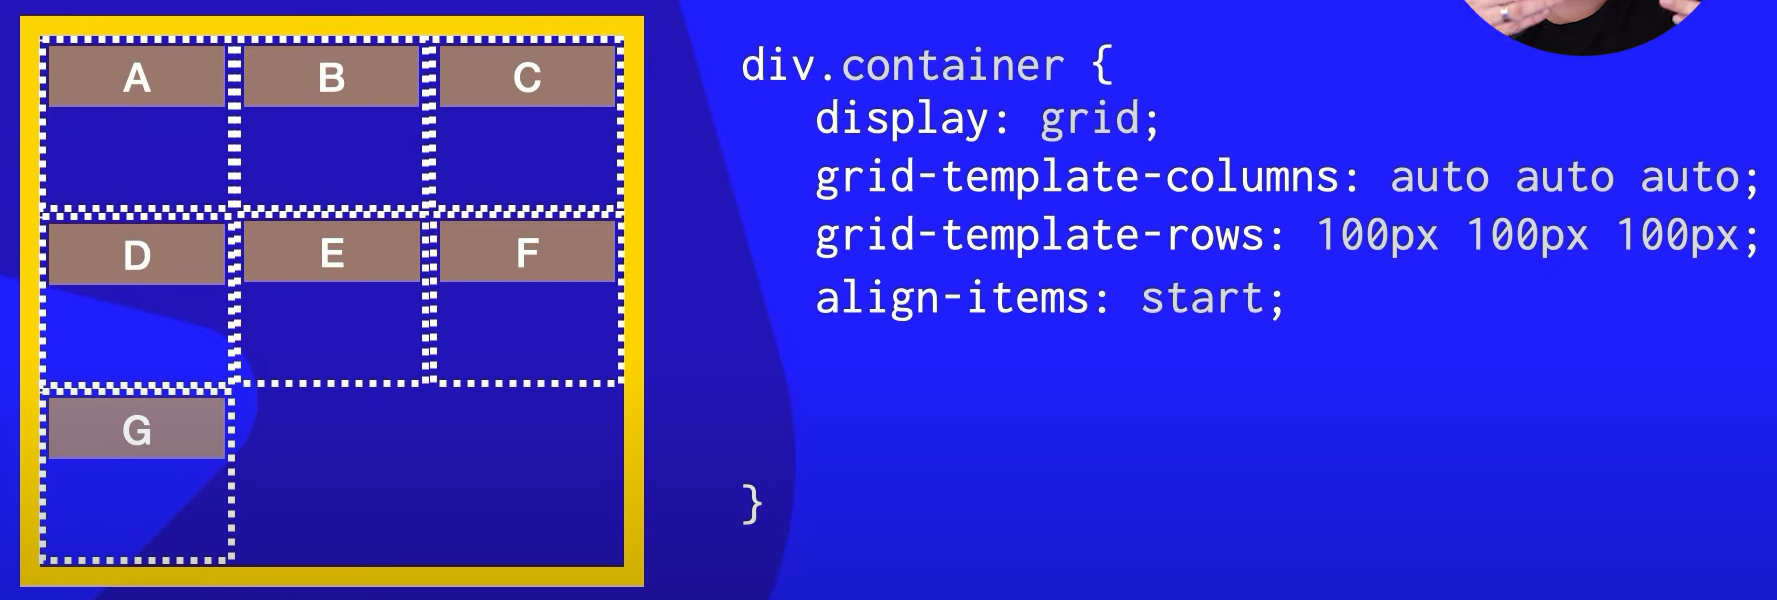 A B C
D E F
G
div.container {
display: grid;
grid-template-columns: auto auto auto;
grid-template-rows: 100px 100px 100px;
align-items: start;
}